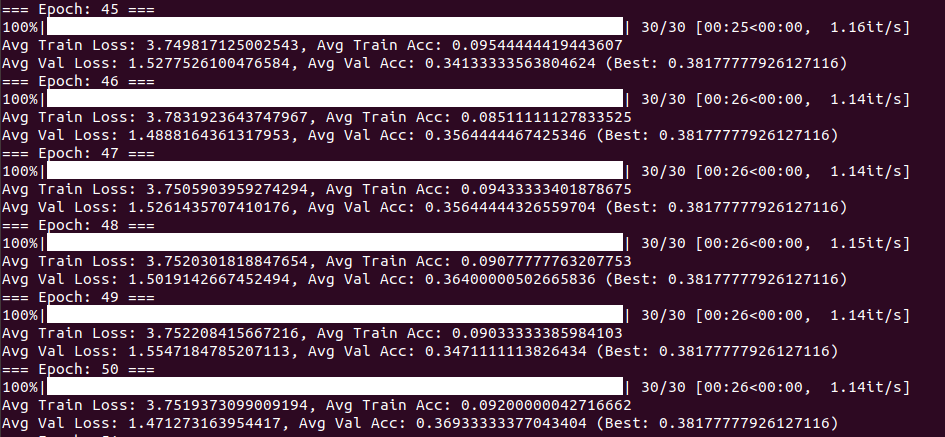 === Epoch: 45 ===
100%| | 30/30 [00:25<00:00, 1.16it/s]
Avg Train Loss: 3.749817125002543, Avg Train Acc: 0.09544444419443607
Avg Val Loss: 1.5277526100476584, Avg Val Acc: 0.34133333563804624 (Best: 0.38177777926127116)
=== Epoch: 46 ===
100%| | 30/30 [00:26<00:00, 1.14it/s]
Avg Train Loss: 3.7831923643747967, Avg Train Acc: 0.08511111127833525
Avg Val Loss: 1.4888164361317953, Avg Val Acc: 0.3564444467425346 (Best: 0.38177777926127116)
=== Epoch: 47 ===
100%| | 30/30 [00:26<00:00, 1.14it/s]
Avg Train Loss: 3.7505903959274294, Avg Train Acc: 0.09433333401878675
Avg Val Loss: 1.5261435707410176, Avg Val Acc: 0.35644444326559704 (Best: 0.38177777926127116)
=== Epoch: 48 ===
100%| | 30/30 [00:26<00:00, 1.15it/s]
Avg Train Loss: 3.7520301818847654, Avg Train Acc: 0.09077777763207753
Avg Val Loss: 1.5019142667452494, Avg Val Acc: 0.36400000502665836 (Best: 0.38177777926127116)
=== Epoch: 49 ===
100%| | 30/30 [00:26<00:00, 1.14it/s]
Avg Train Loss: 3.752208415667216, Avg Train Acc: 0.09033333385984103
Avg Val Loss: 1.5547184785207113, Avg Val Acc: 0.3471111113826434 (Best: 0.38177777926127116)
=== Epoch: 50 ===
100%| | 30/30 [00:26<00:00, 1.14it/s]
Avg Train Loss: 3.7519373099009194, Avg Train Acc: 0.09200000042716662
Avg Val Loss: 1.471273163954417, Avg Val Acc: 0.36933333377043404 (Best: 0.38177777926127116)